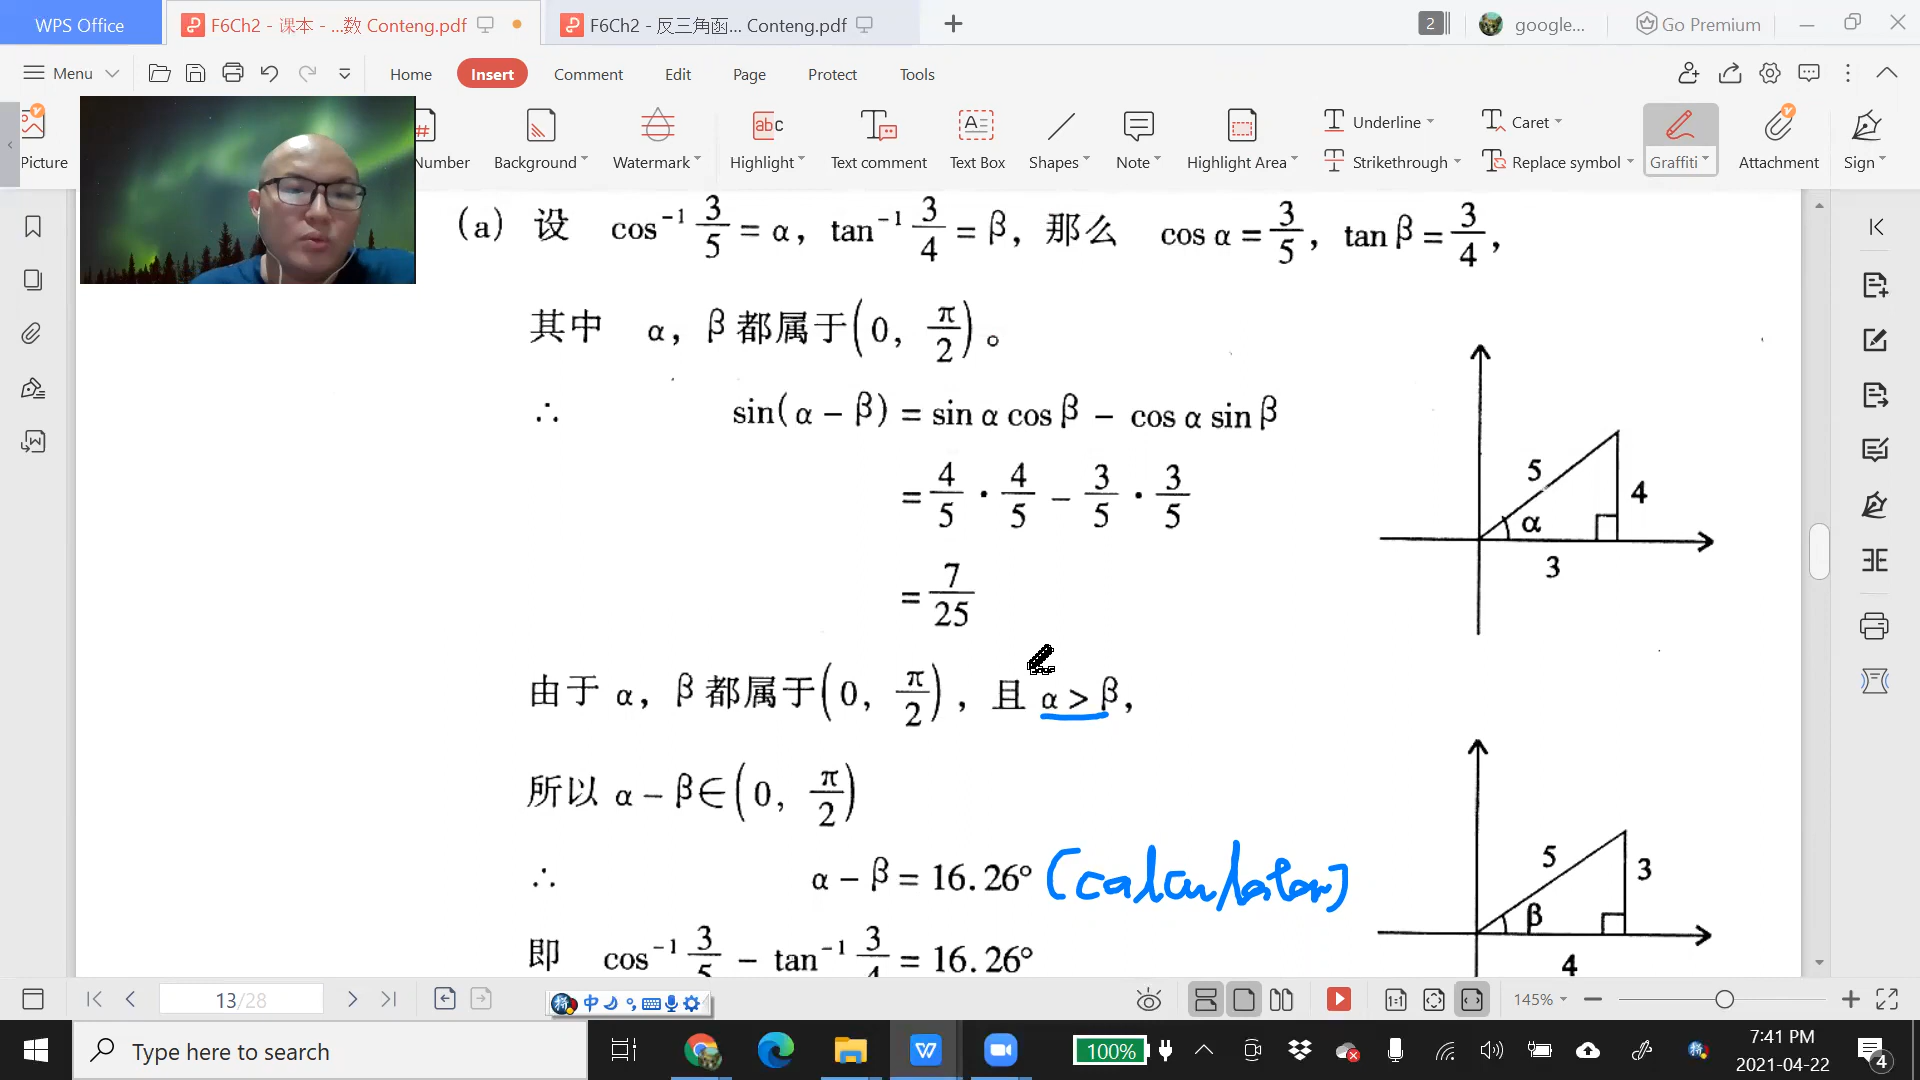 WPS Office
F6Ch2 - 课本 - ...数 Conteng.pdf
F6Ch2 - 反三角函... Conteng.pdf
2
google...
Go Premium
Menu
Home
Insert
Comment
Edit
Page
Protect
Tools
Picture
Number
Background
Watermark
Highlight
Text comment
Text Box
Shapes
Note
Highlight Area
Underline
Strikethrough
Caret
Replace symbol
Graffiti
Attachment
Sign
(a) 设 cos⁻¹ 3/5 = α, tan⁻¹ 3/4 = β, 那么 cos α = 3/5, tan β = 3/4,
其中 α, β 都属于 (0, π/2)。
∴ sin(α − β) = sin α cos β − cos α sin β
= 4/5 · 4/5 − 3/5 · 3/5
= 7/25
5
4
α
3
由于 α, β 都属于 (0, π/2), 且 α > β,
所以 α − β ∈ (0, π/2)
∴ α − β = 16.26° (calculator)
即 cos⁻¹ 3/5 − tan⁻¹ 3/4 = 16.26°
5
3
β
4
13/28
中
145%
Type here to search
100%
7:41 PM
2021-04-22
4